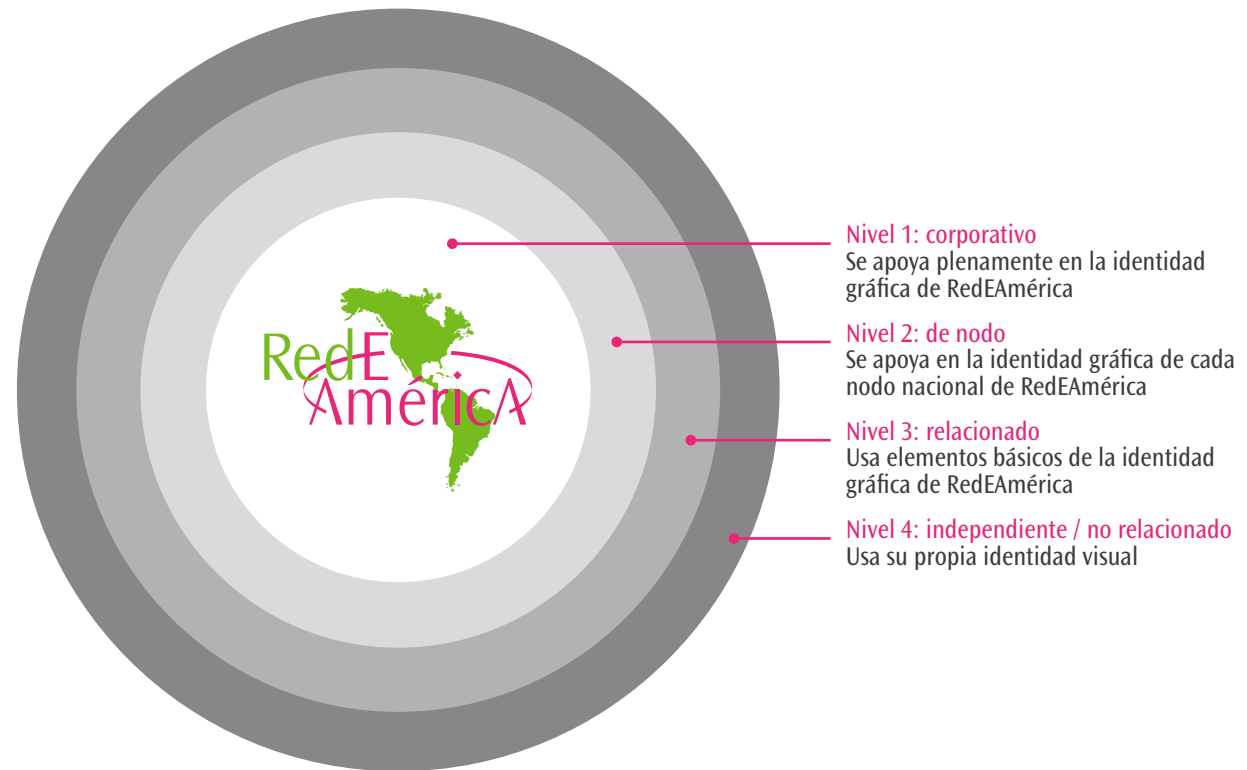 RedE
AméricA
Nivel 1: corporativo
Se apoya plenamente en la identidad
gráfica de RedEAmérica
Nivel 2: de nodo
Se apoya en la identidad gráfica de cada
nodo nacional de RedEAmérica
Nivel 3: relacionado
Usa elementos básicos de la identidad
gráfica de RedEAmérica
Nivel 4: independiente / no relacionado
Usa su propia identidad visual